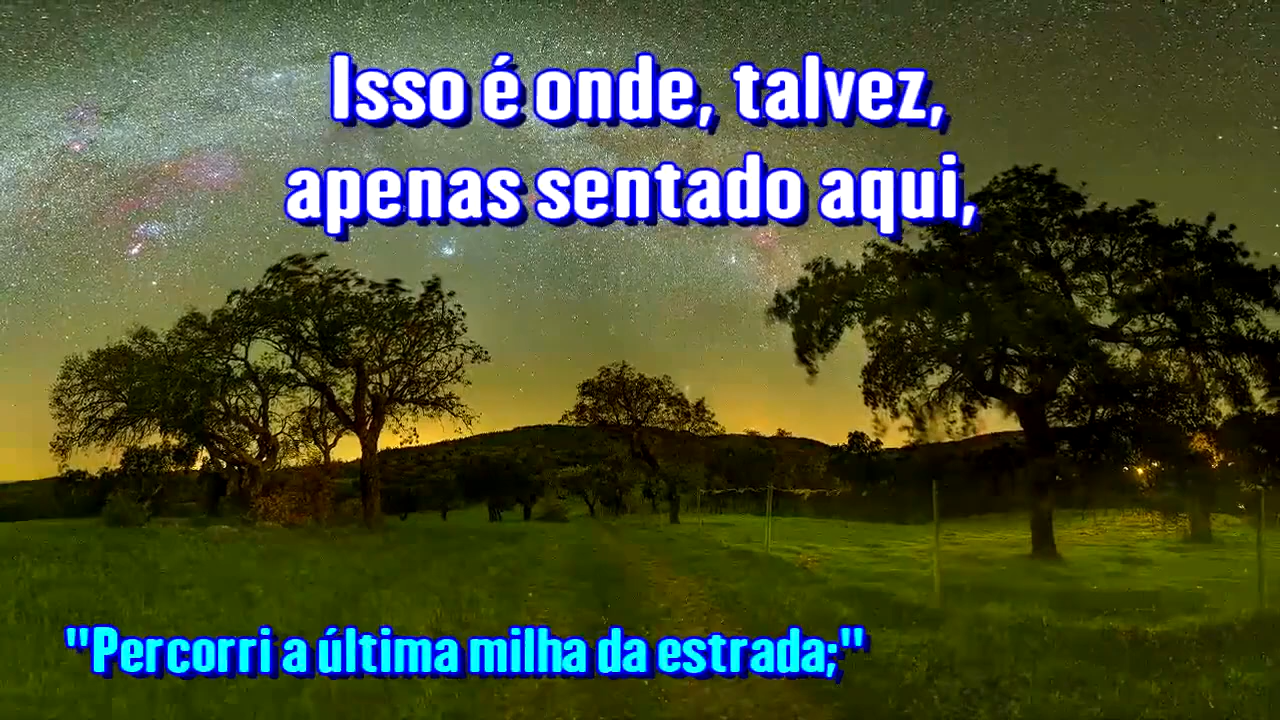 Isso é onde, talvez,
apenas sentado aqui,
"Percorri a última milha da estrada;"